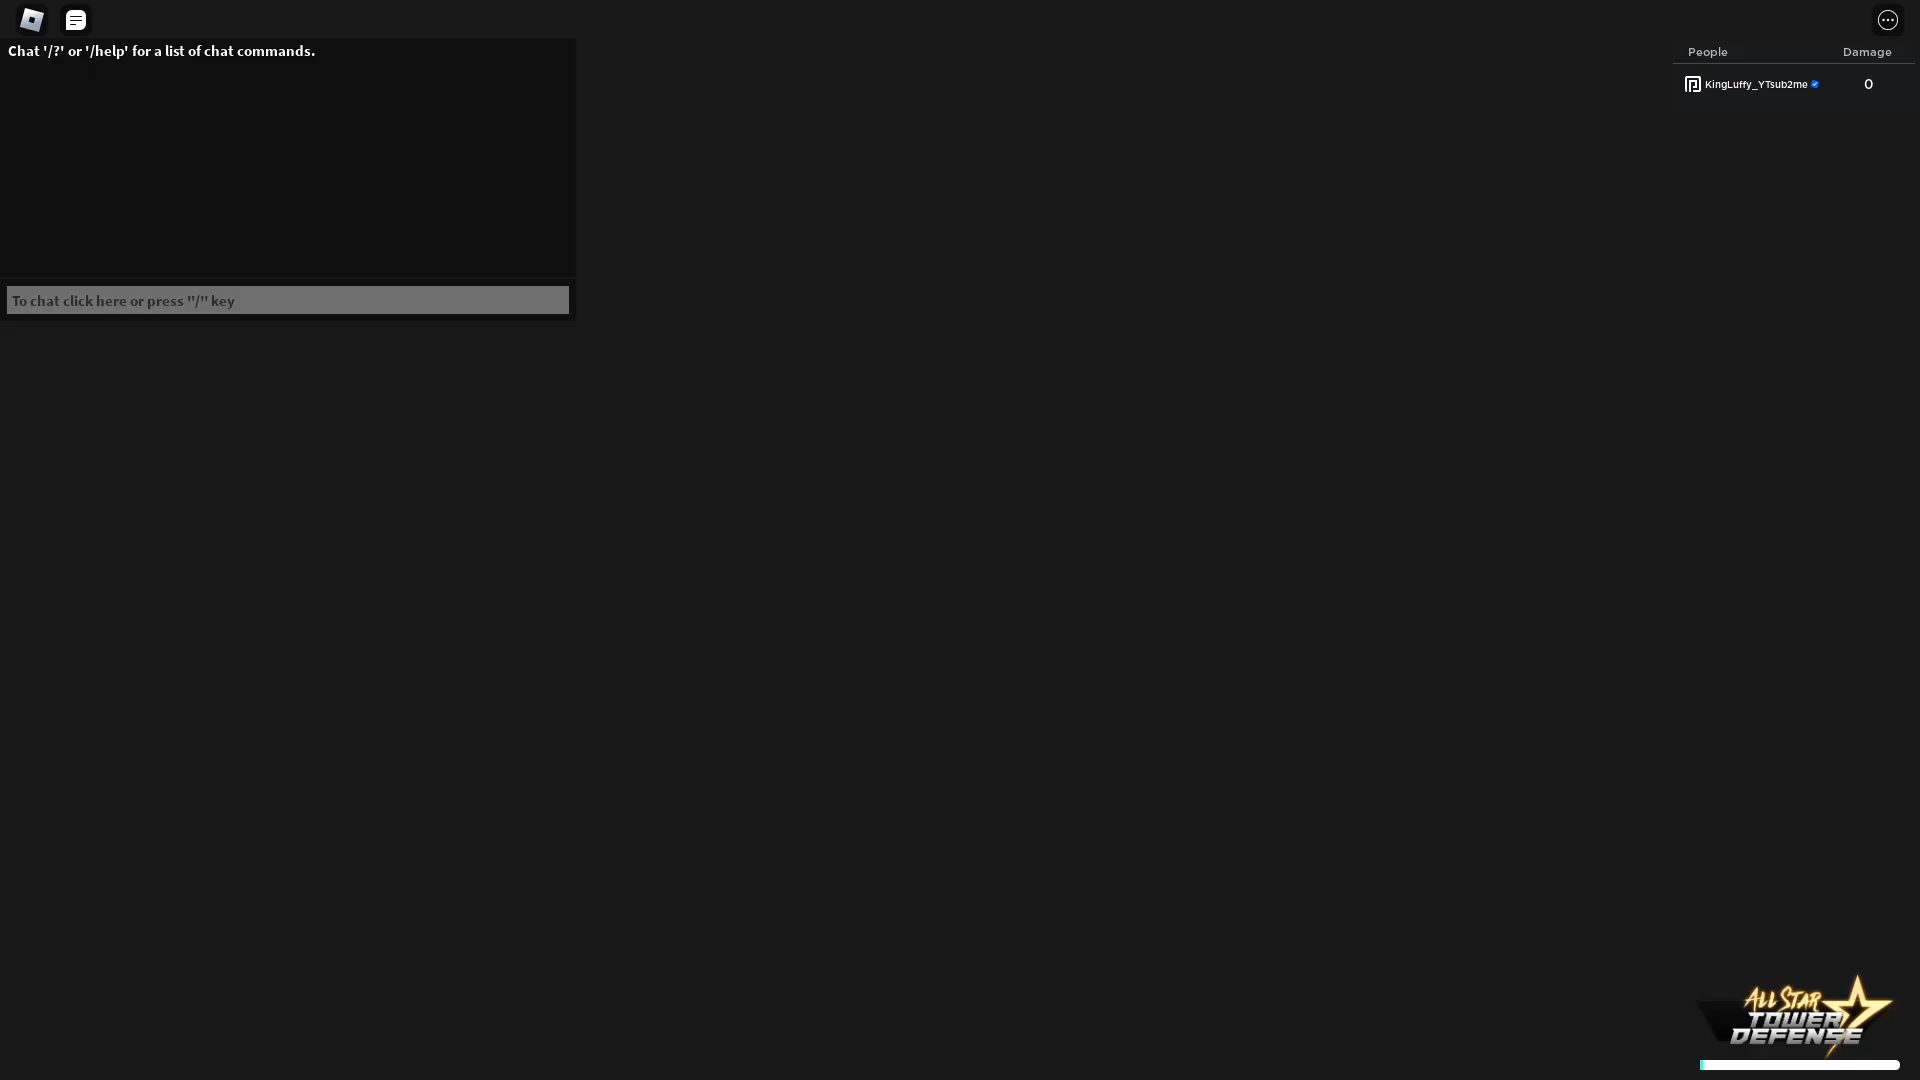 Chat '/?' or '/help' for a list of chat commands.
To chat click here or press "/" key
People Damage
KingLuffy_YTsub2me 0
ALL STAR
TOWER
DEFENSE